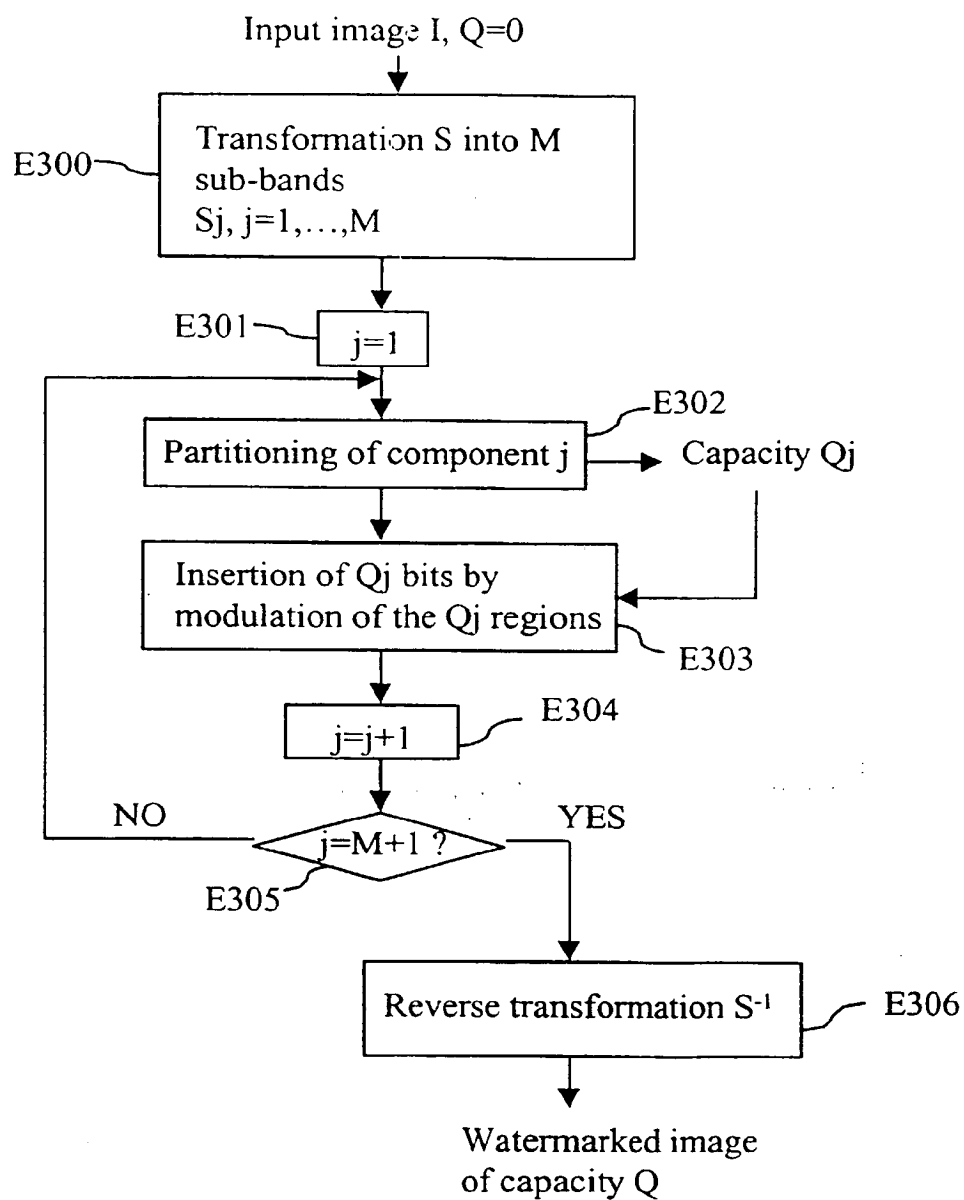 Input image I, Q=0
E300
Transformation S into M
sub-bands
Sj, j=1,...,M
E301
j=1
E302
Partitioning of component j
Capacity Qj
Insertion of Qj bits by
modulation of the Qj regions
E303
j=j+1
E304
NO
j=M+1 ?
YES
E305
Reverse transformation S⁻¹
E306
Watermarked image
of capacity Q